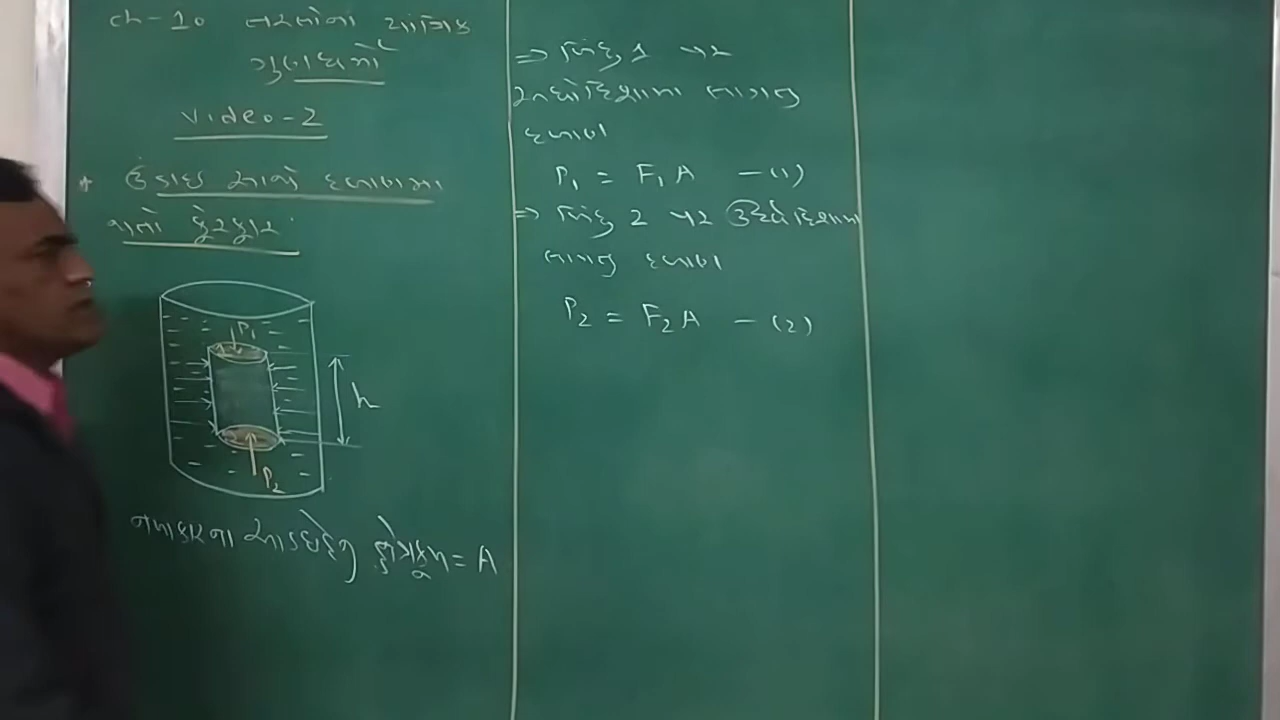 ch-10 તરલોના યાંત્રિક
ગુણધર્મો
Video-2
* ઉંડાઇ સાથે દબાણમા
થતો ફેરફાર
P₁
h
P₂
નળાકારના આડછેદનુ ક્ષેત્રફળ = A
⇒ બિંદુ 1 પર
અધોદિશામા લાગતુ
દબાણ
P₁ = F₁A —(1)
⇒ બિંદુ 2 પર ઉર્ધ્વદિશામા
લાગતુ દબાણ
P₂ = F₂A —(2)